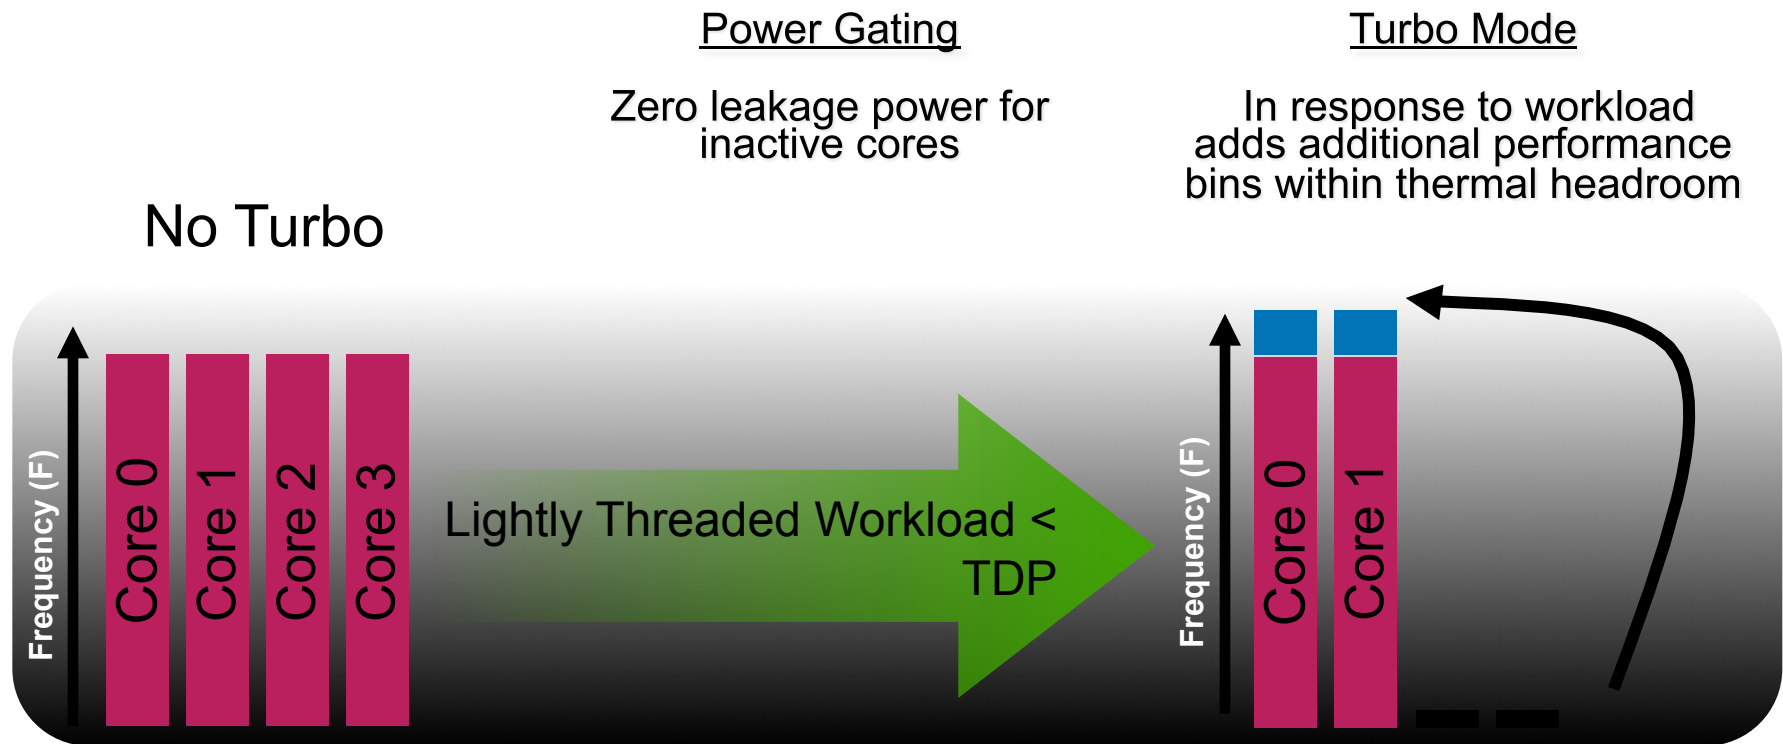 Power Gating
Zero leakage power for
inactive cores
Turbo Mode
In response to workload
adds additional performance
bins within thermal headroom
No Turbo
Frequency (F)
Core 0
Core 1
Core 2
Core 3
Lightly Threaded Workload <
TDP
Frequency (F)
Core 0
Core 1